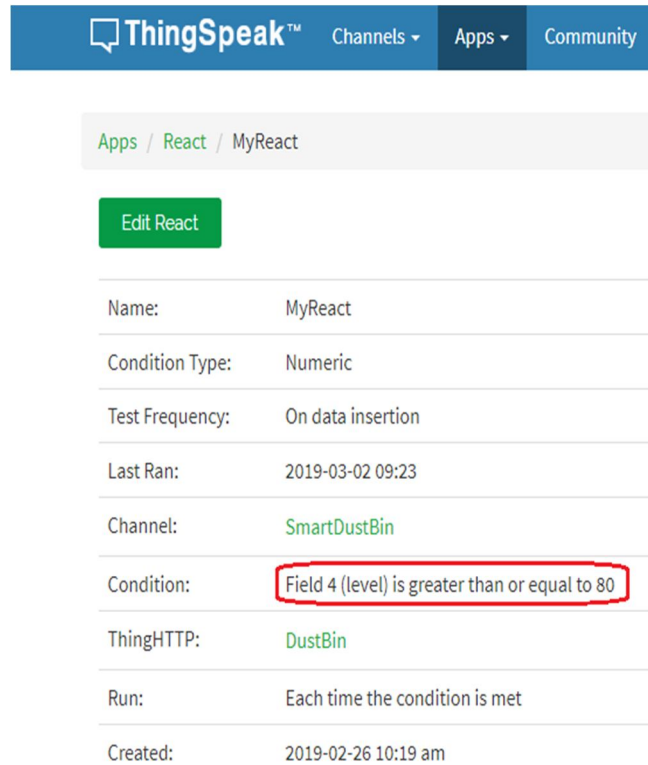 ThingSpeak™ Channels Apps Community
Apps / React / MyReact
Edit React
Name: MyReact
Condition Type: Numeric
Test Frequency: On data insertion
Last Ran: 2019-03-02 09:23
Channel: SmartDustBin
Condition: Field 4 (level) is greater than or equal to 80
ThingHTTP: DustBin
Run: Each time the condition is met
Created: 2019-02-26 10:19 am